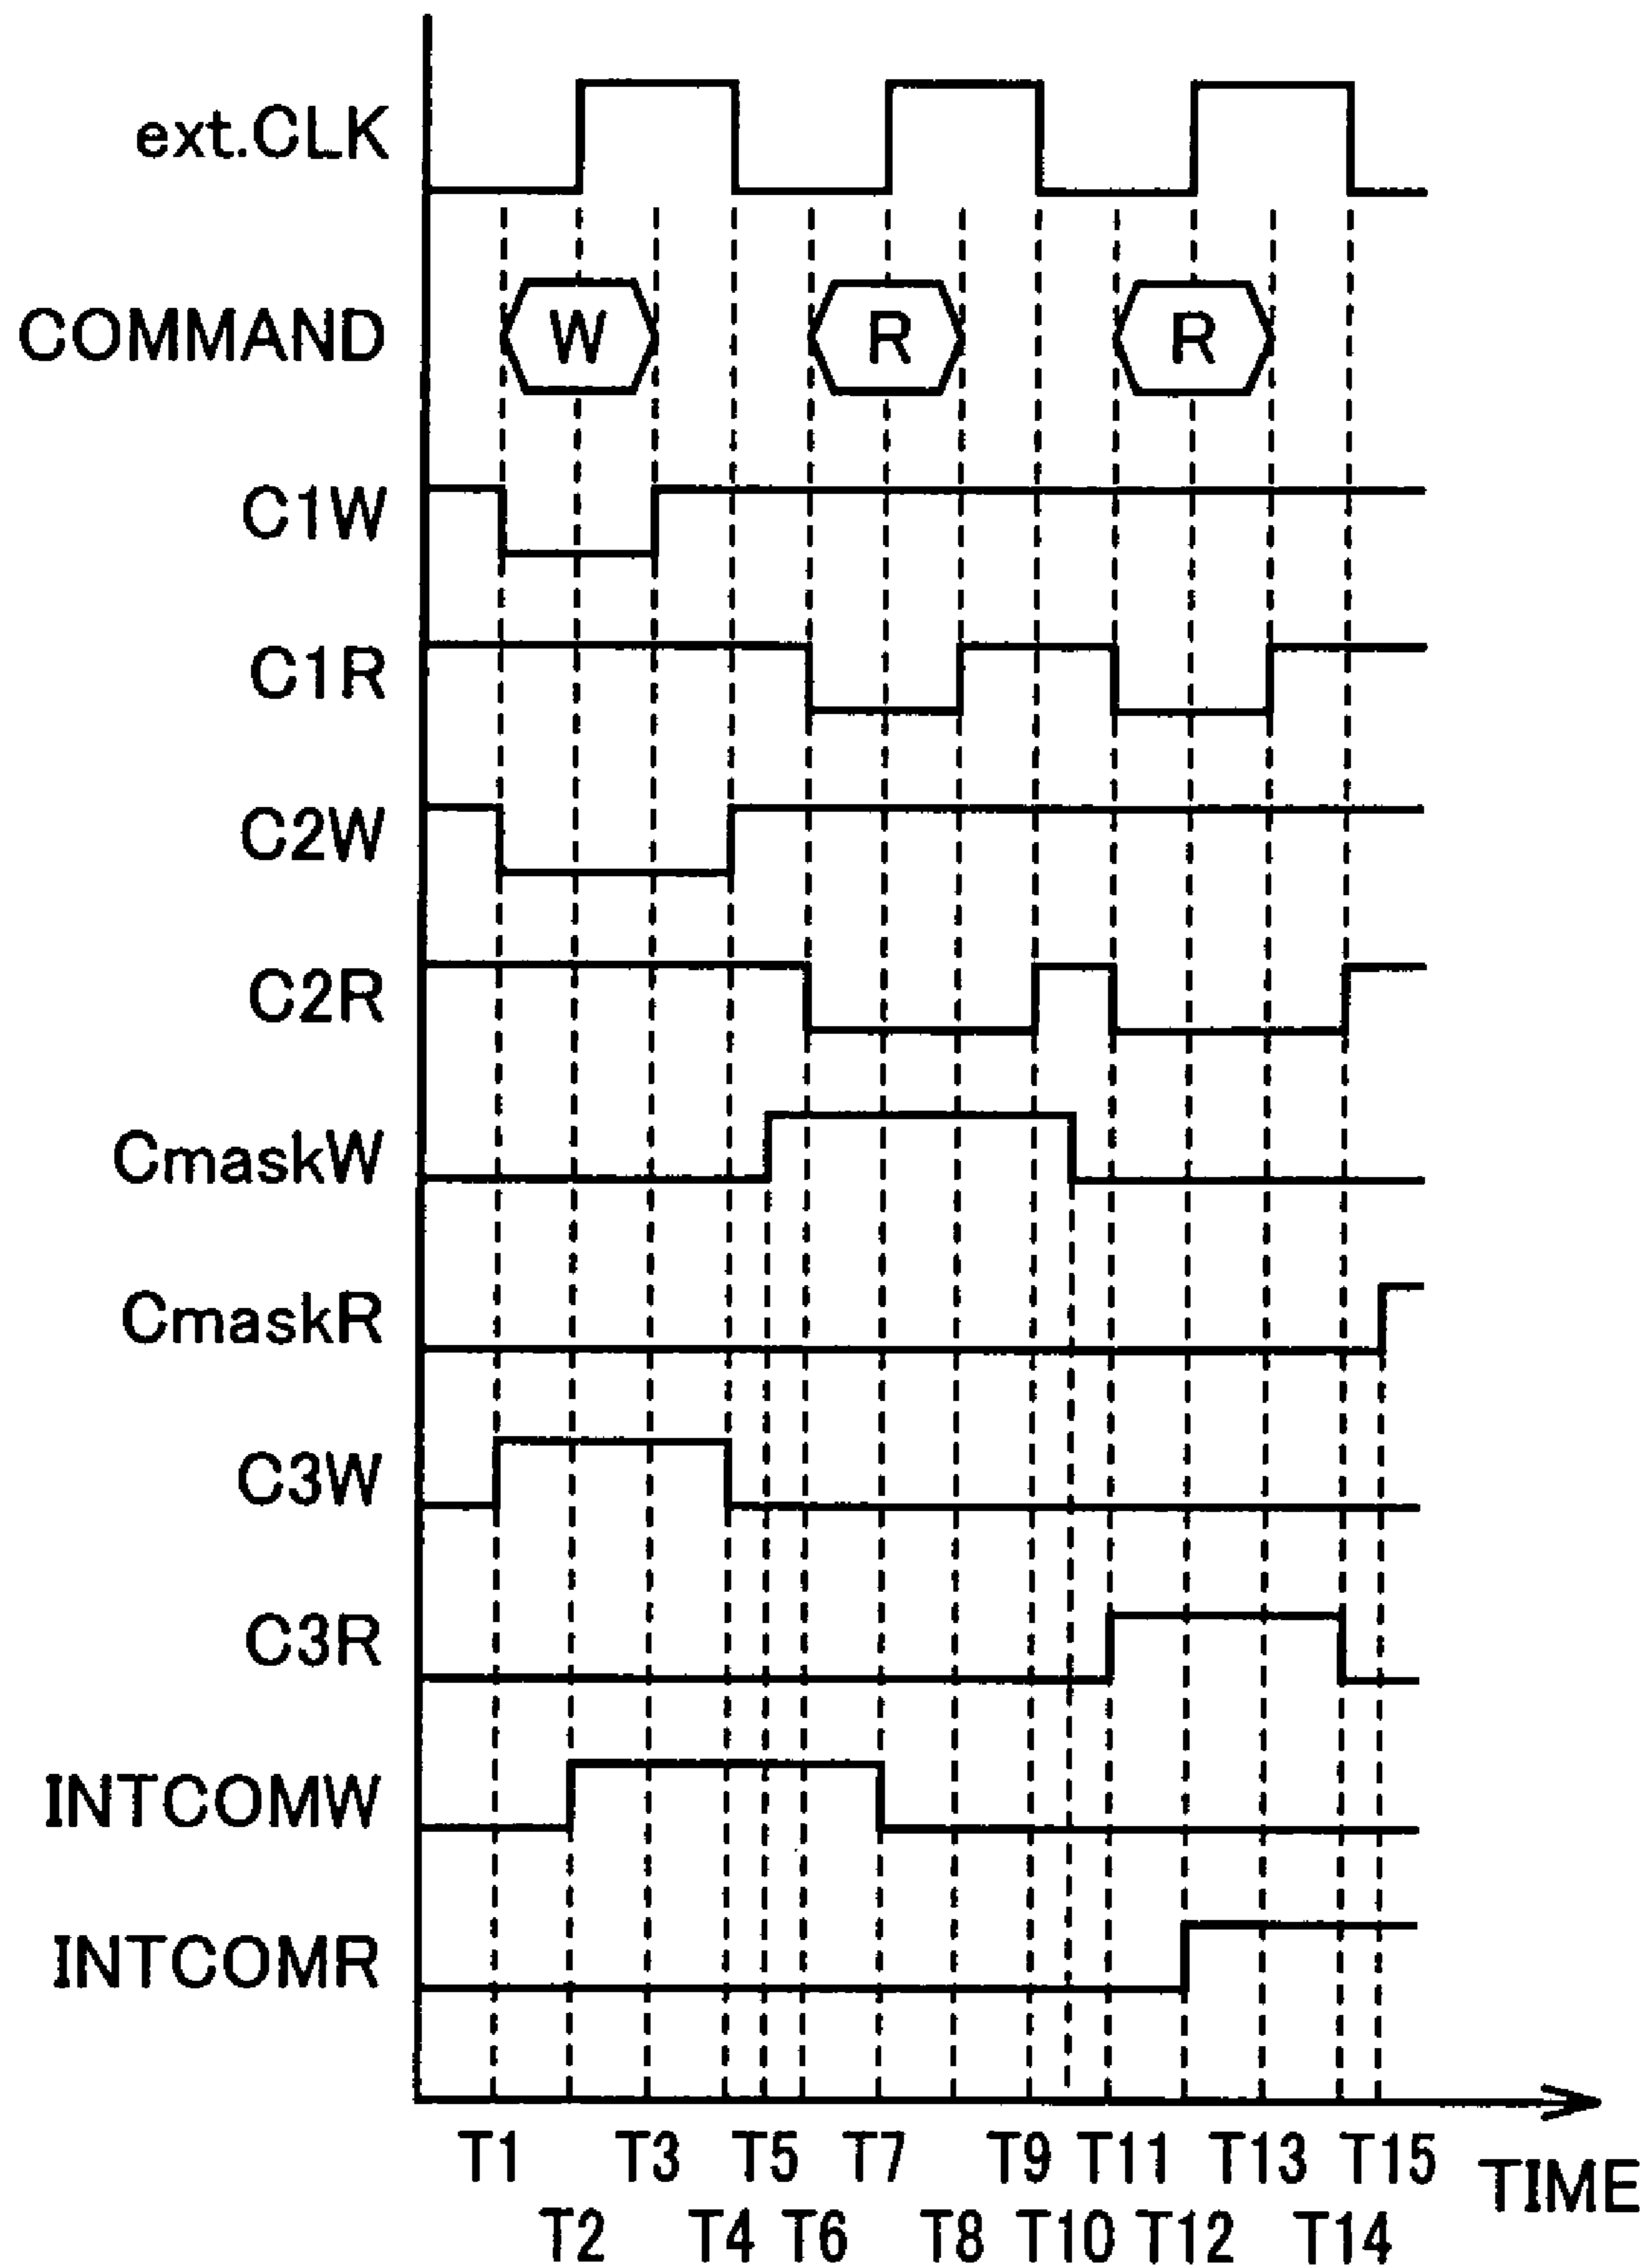 ext.CLK
COMMAND W R R
C1W
C1R
C2W
C2R
CmaskW
CmaskR
C3W
C3R
INTCOMW
INTCOMR
T1 T3 T5 T7 T9 T11 T13 T15 TIME
T2 T4 T6 T8 T10 T12 T14